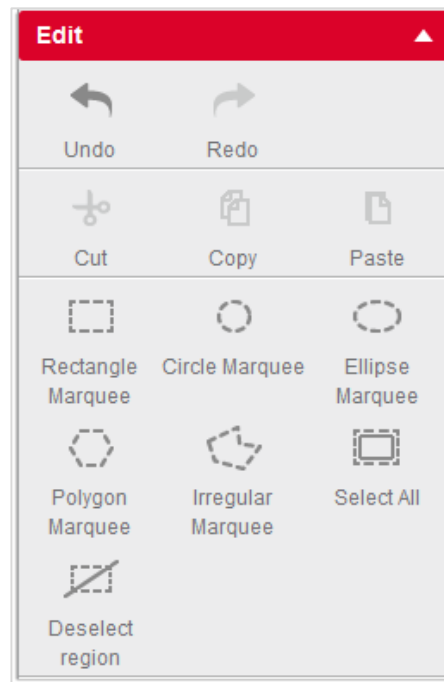 Edit
Undo Redo
Cut Copy Paste
Rectangle Marquee Circle Marquee Ellipse Marquee
Polygon Marquee Irregular Marquee Select All
Deselect region